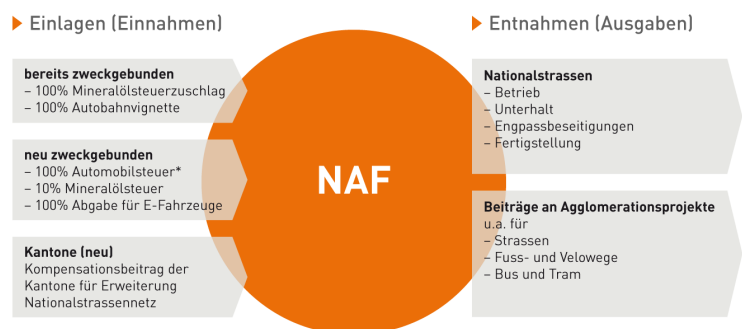 Einlagen (Einnahmen)
bereits zweckgebunden
– 100% Mineralölsteuerzuschlag
– 100% Autobahnvignette
neu zweckgebunden
– 100% Automobilsteuer*
– 10% Mineralölsteuer
– 100% Abgabe für E-Fahrzeuge
Kantone (neu)
Kompensationsbeitrag der
Kantone für Erweiterung
Nationalstrassennetz
NAF
Entnahmen (Ausgaben)
Nationalstrassen
– Betrieb
– Unterhalt
– Engpassbeseitigungen
– Fertigstellung
Beiträge an Agglomerationsprojekte
u.a. für
– Strassen
– Fuss- und Velowege
– Bus und Tram